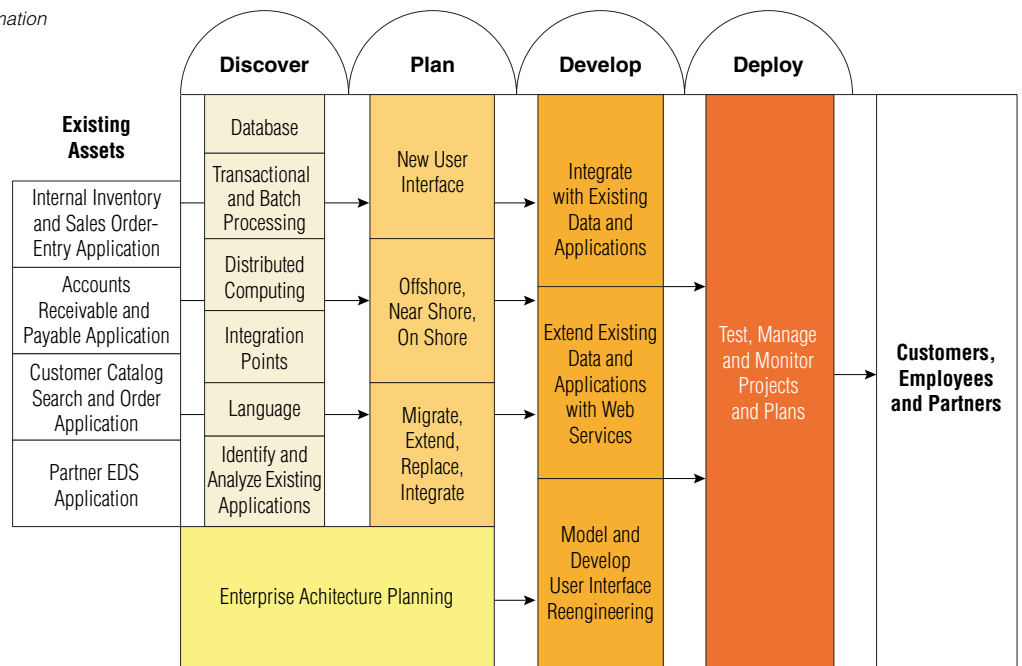 mation
Discover
Plan
Develop
Deploy
Existing
Assets
Internal Inventory
and Sales Order-
Entry Application
Accounts
Receivable and
Payable Application
Customer Catalog
Search and Order
Application
Partner EDS
Application
Database
Transactional
and Batch
Processing
Distributed
Computing
Integration
Points
Language
Identify and
Analyze Existing
Applications
New User
Interface
Offshore,
Near Shore,
On Shore
Migrate,
Extend,
Replace,
Integrate
Enterprise Achitecture Planning
Integrate
with Existing
Data and
Applications
Extend Existing
Data and
Applications
with Web
Services
Model and
Develop
User Interface
Reengineering
Test, Manage
and Monitor
Projects
and Plans
Customers,
Employees
and Partners